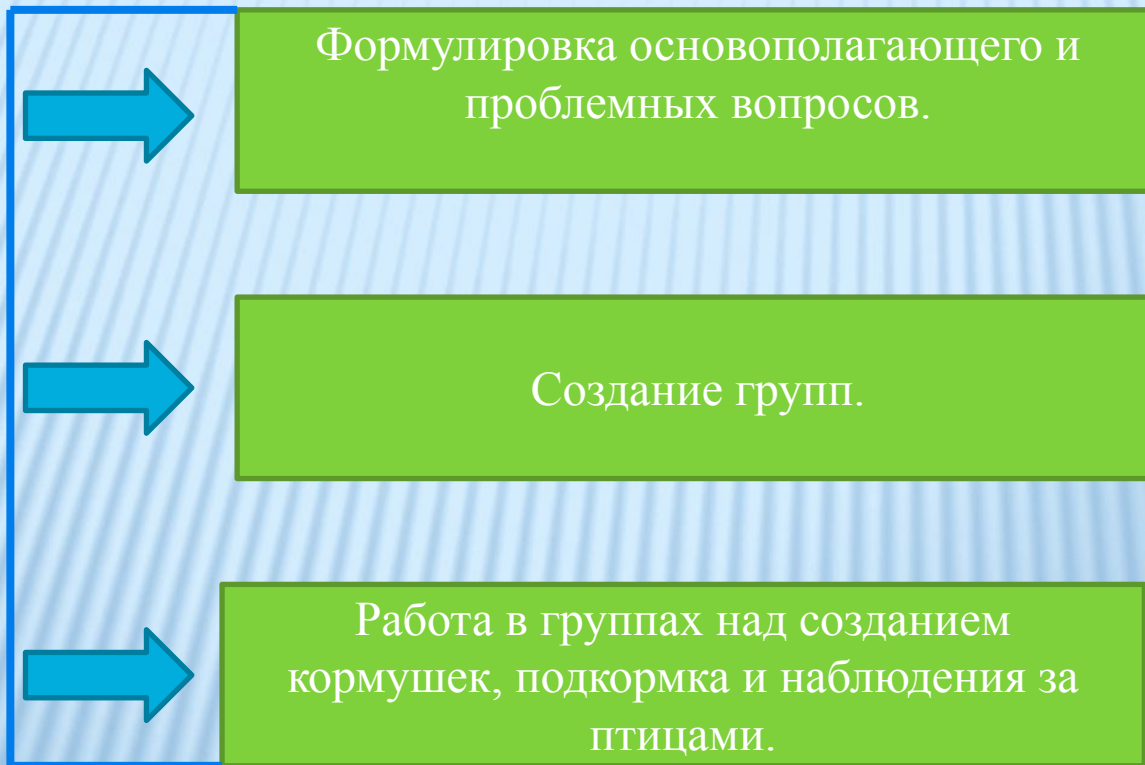 Формулировка основополагающего и
проблемных вопросов.
Создание групп.
Работа в группах над созданием
кормушек, подкормка и наблюдения за
птицами.